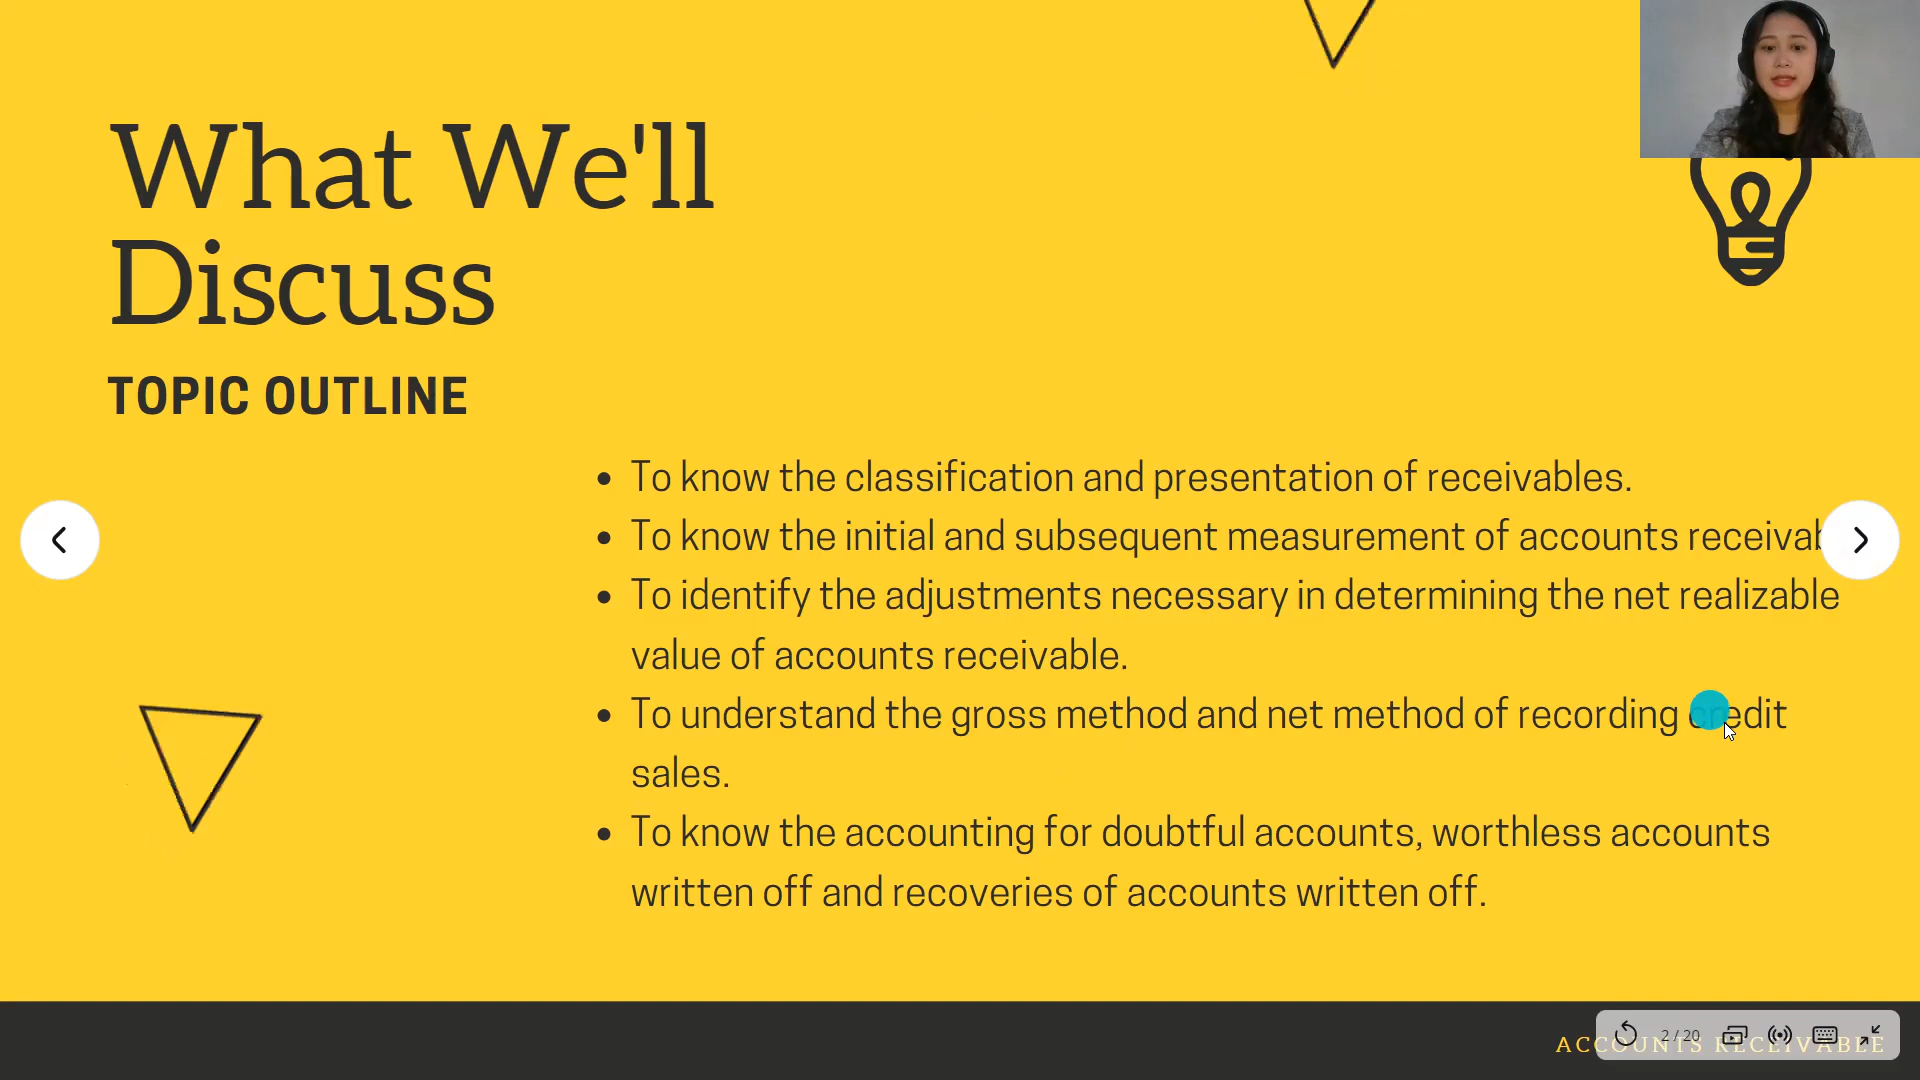 What We'll
Discuss
TOPIC OUTLINE
• To know the classification and presentation of receivables.
• To know the initial and subsequent measurement of accounts
• To identify the adjustments necessary in determining the net realizable
value of accounts receivable.
• To understand the gross method and net method of recording credit
sales.
• To know the accounting for doubtful accounts, worthless accounts
written off and recoveries of accounts written off.
2 / 20
ACCOUNTS RECEIVABLE